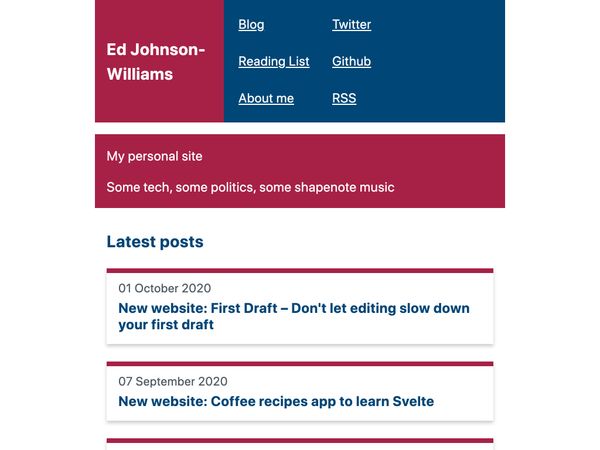 Ed Johnson-
Williams
Blog
Twitter
Reading List
Github
About me
RSS
My personal site
Some tech, some politics, some shapenote music
Latest posts
01 October 2020
New website: First Draft – Don't let editing slow down
your first draft
07 September 2020
New website: Coffee recipes app to learn Svelte